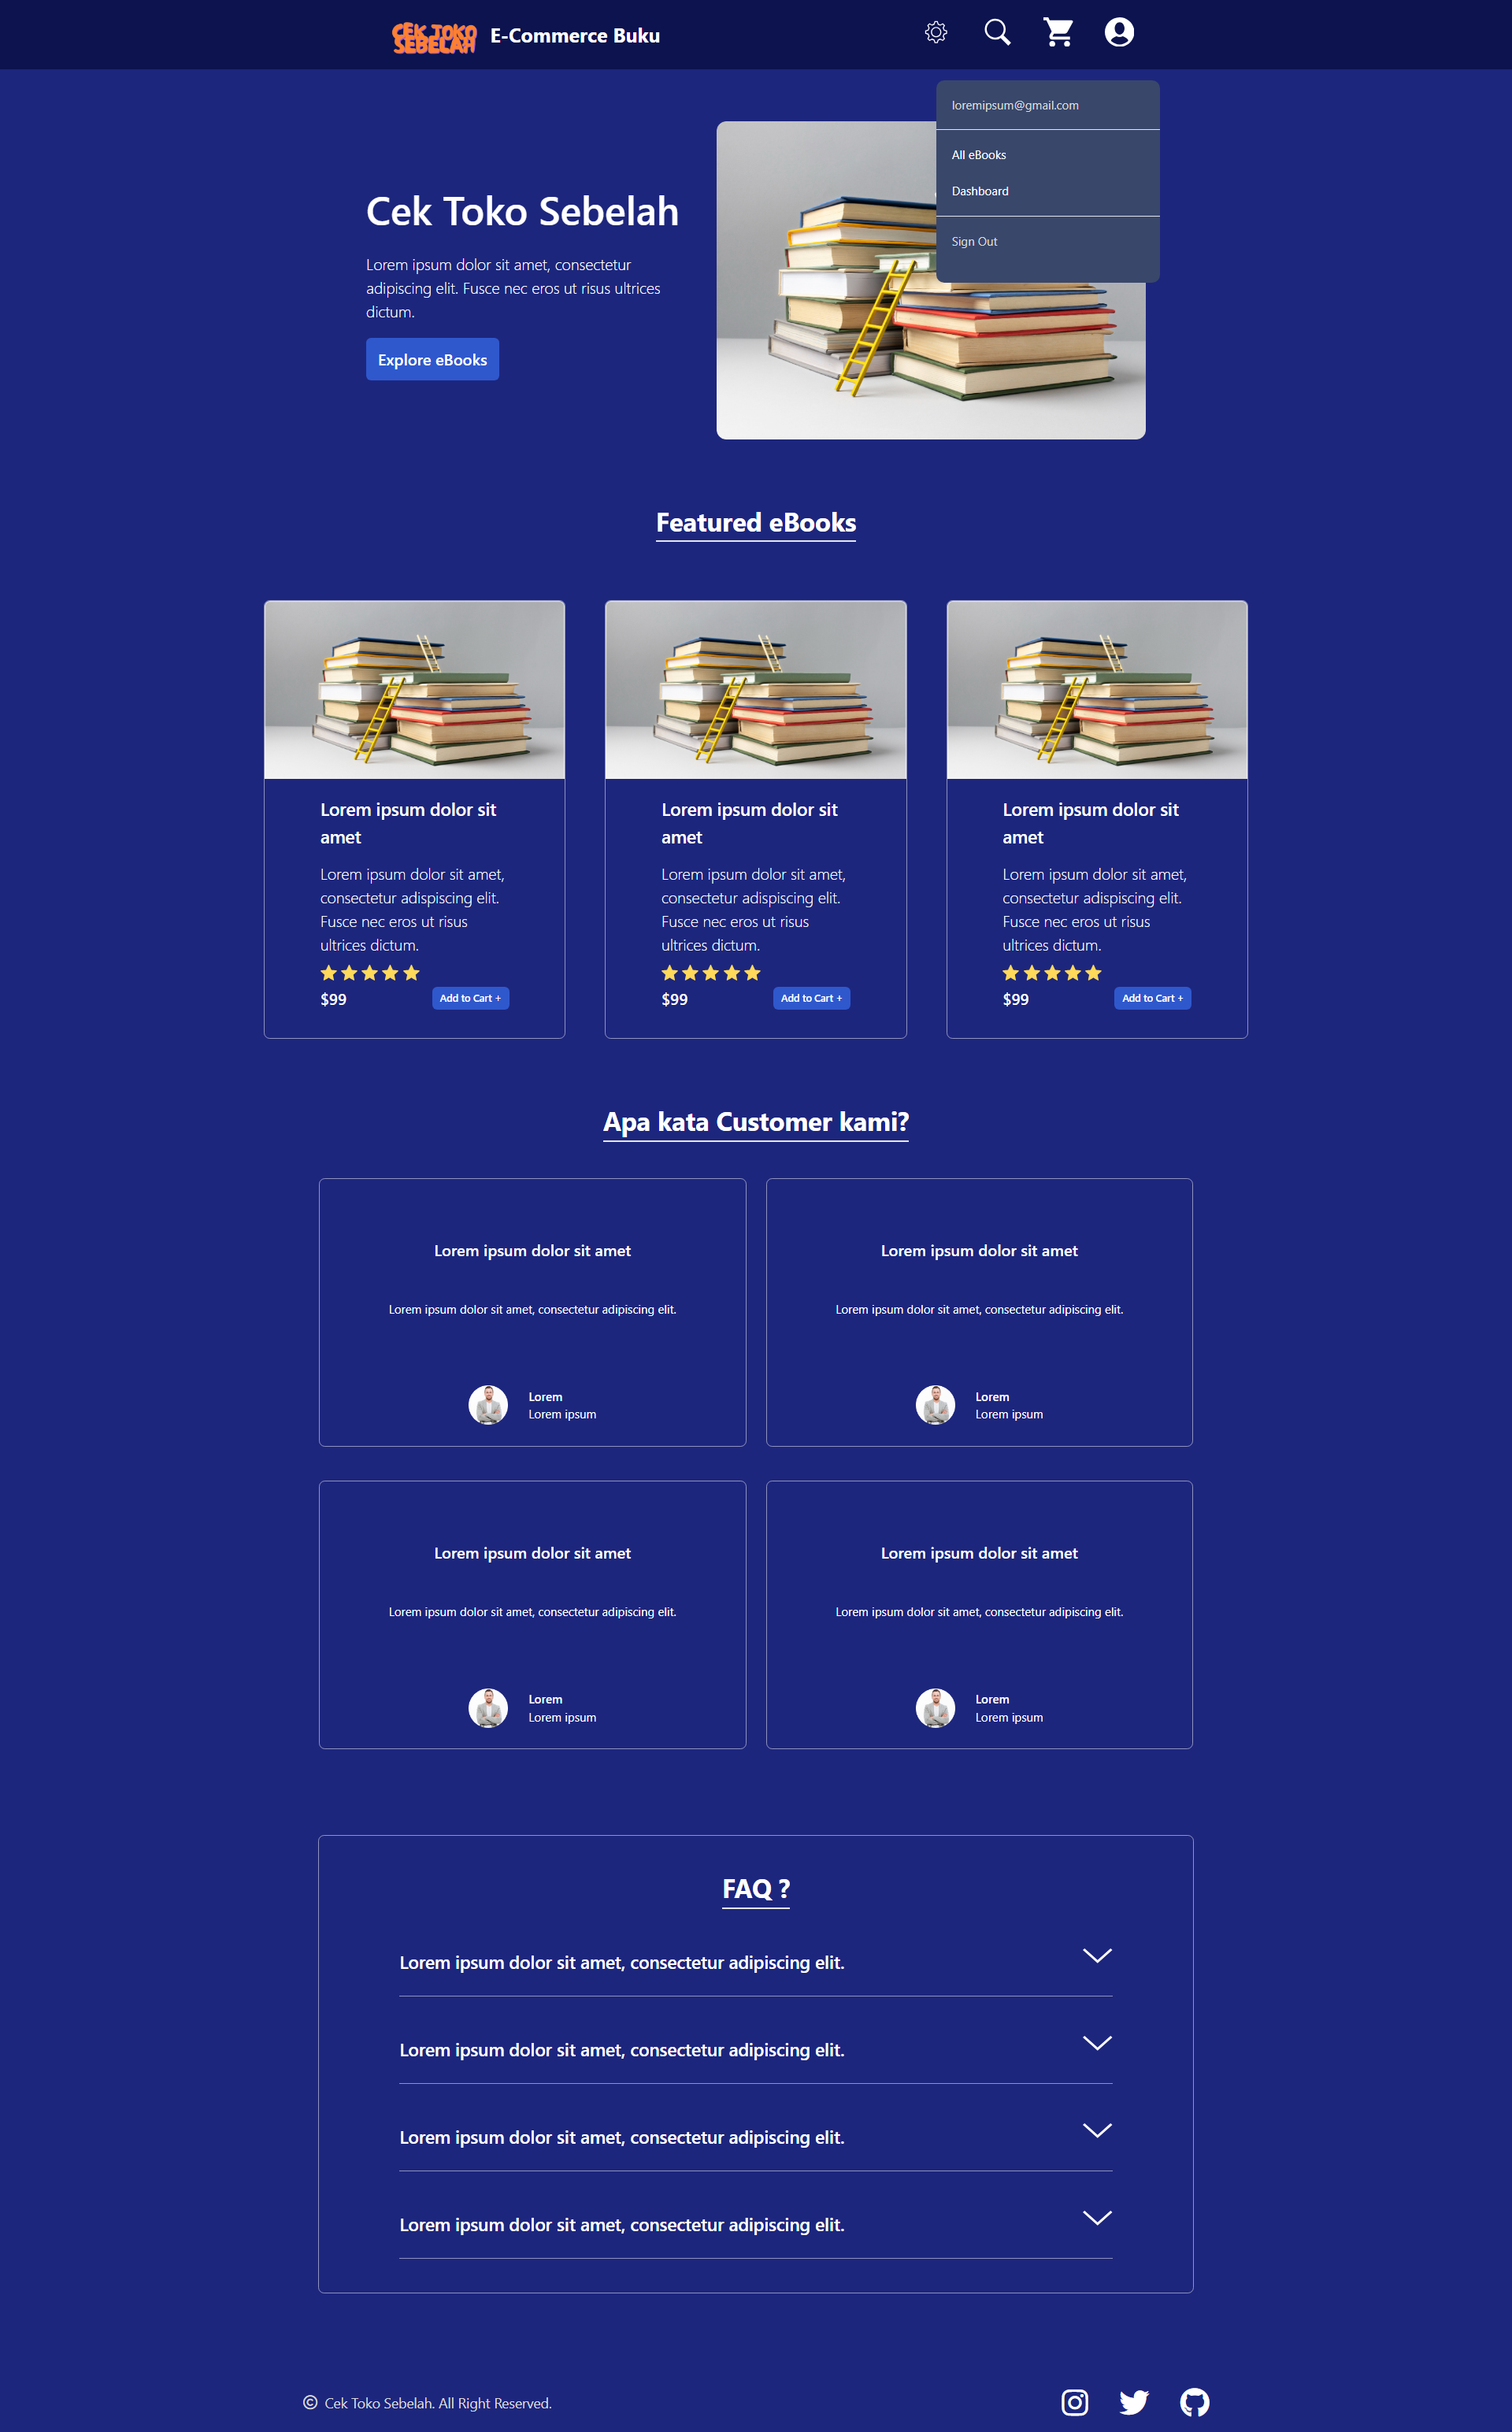 CEK TOKO
SEBELAH
E-Commerce Buku
loremipsum@gmail.com
All eBooks
Dashboard
Sign Out
Cek Toko Sebelah
Lorem ipsum dolor sit amet, consectetur
adipiscing elit. Fusce nec eros ut risus ultrices
dictum.
Explore eBooks
Featured eBooks
Lorem ipsum dolor sit
amet
Lorem ipsum dolor sit amet,
consectetur adispiscing elit.
Fusce nec eros ut risus
ultrices dictum.
$99
Add to Cart +
Lorem ipsum dolor sit
amet
Lorem ipsum dolor sit amet,
consectetur adispiscing elit.
Fusce nec eros ut risus
ultrices dictum.
$99
Add to Cart +
Lorem ipsum dolor sit
amet
Lorem ipsum dolor sit amet,
consectetur adispiscing elit.
Fusce nec eros ut risus
ultrices dictum.
$99
Add to Cart +
Apa kata Customer kami?
Lorem ipsum dolor sit amet
Lorem ipsum dolor sit amet, consectetur adipiscing elit.
Lorem
Lorem ipsum
Lorem ipsum dolor sit amet
Lorem ipsum dolor sit amet, consectetur adipiscing elit.
Lorem
Lorem ipsum
Lorem ipsum dolor sit amet
Lorem ipsum dolor sit amet, consectetur adipiscing elit.
Lorem
Lorem ipsum
Lorem ipsum dolor sit amet
Lorem ipsum dolor sit amet, consectetur adipiscing elit.
Lorem
Lorem ipsum
FAQ ?
Lorem ipsum dolor sit amet, consectetur adipiscing elit.
Lorem ipsum dolor sit amet, consectetur adipiscing elit.
Lorem ipsum dolor sit amet, consectetur adipiscing elit.
Lorem ipsum dolor sit amet, consectetur adipiscing elit.
© Cek Toko Sebelah. All Right Reserved.